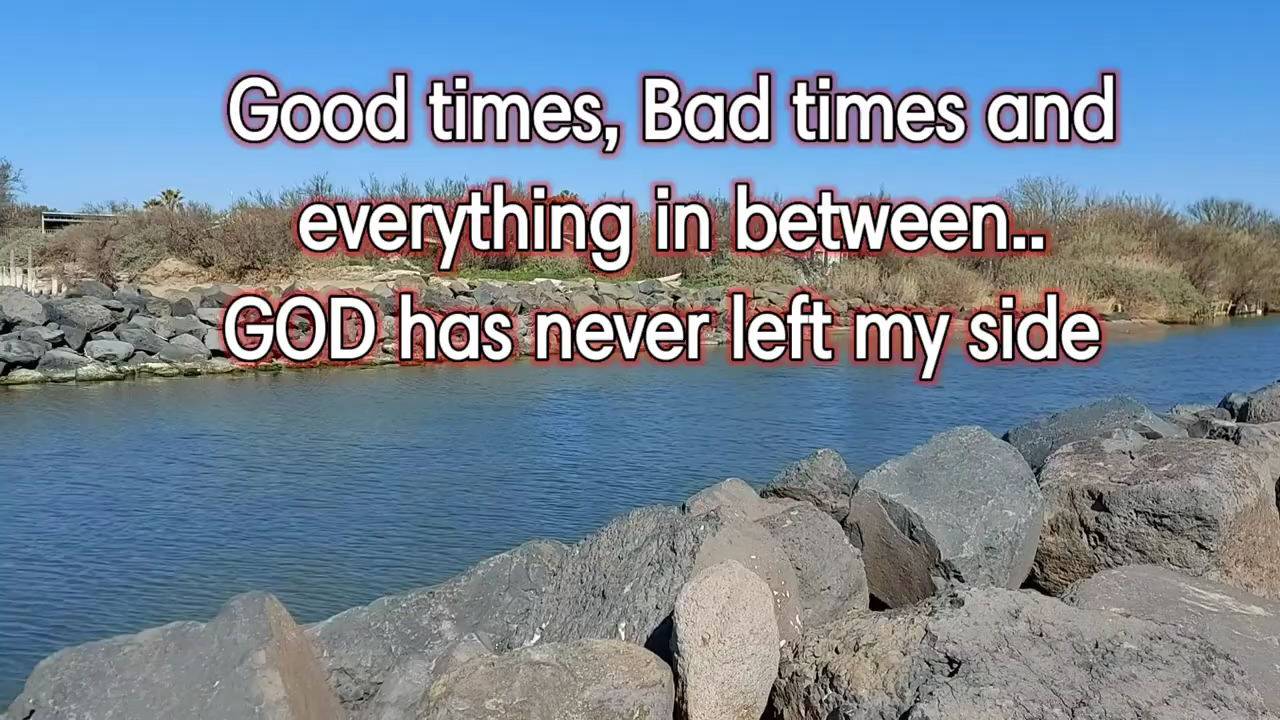 Good times, Bad times and
everything in between..
GOD has never left my side